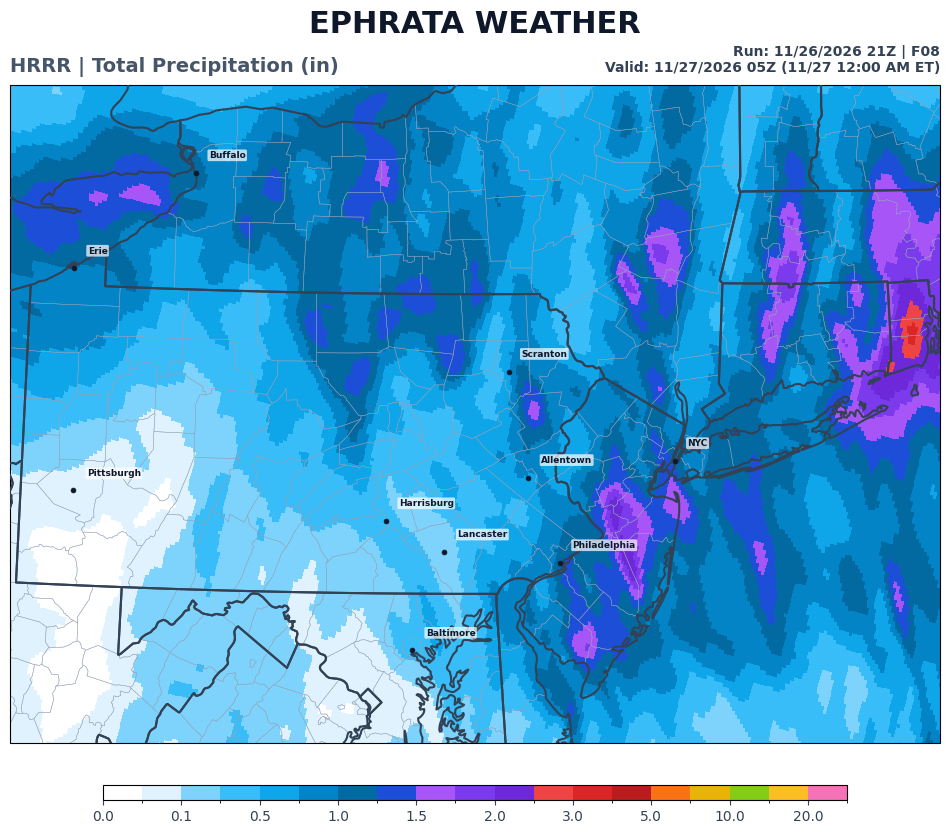 EPHRATA WEATHER
HRRR | Total Precipitation (in)
Run: 11/26/2026 21Z | F08
Valid: 11/27/2026 05Z (11/27 12:00 AM ET)
Buffalo
Erie
Scranton
NYC
Allentown
Pittsburgh
Harrisburg
Lancaster
Philadelphia
Baltimore
0.0 0.1 0.5 1.0 1.5 2.0 3.0 5.0 10.0 20.0